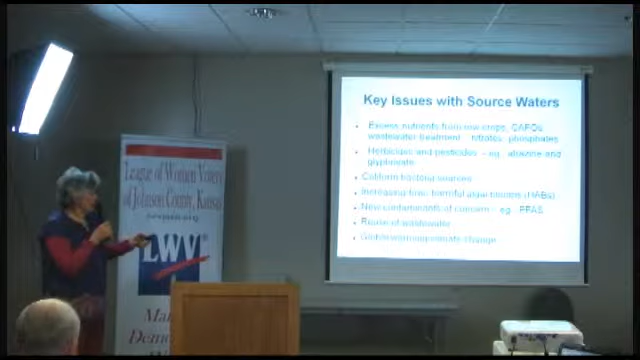 Key Issues with Source Waters
• Excess nutrients from row crops, CAFOs
wastewater treatment nitrates phosphates
• Herbicides and pesticides – eg. atrazine and
glyphosate
• Coliform bacteria sources
• Increasing toxic harmful algal blooms (HABs)
• New contaminants of concern – eg.
• Reuse of wastewater
• Global warming climate change
League of Women Voters
of Johnson County, Kansas
LWV